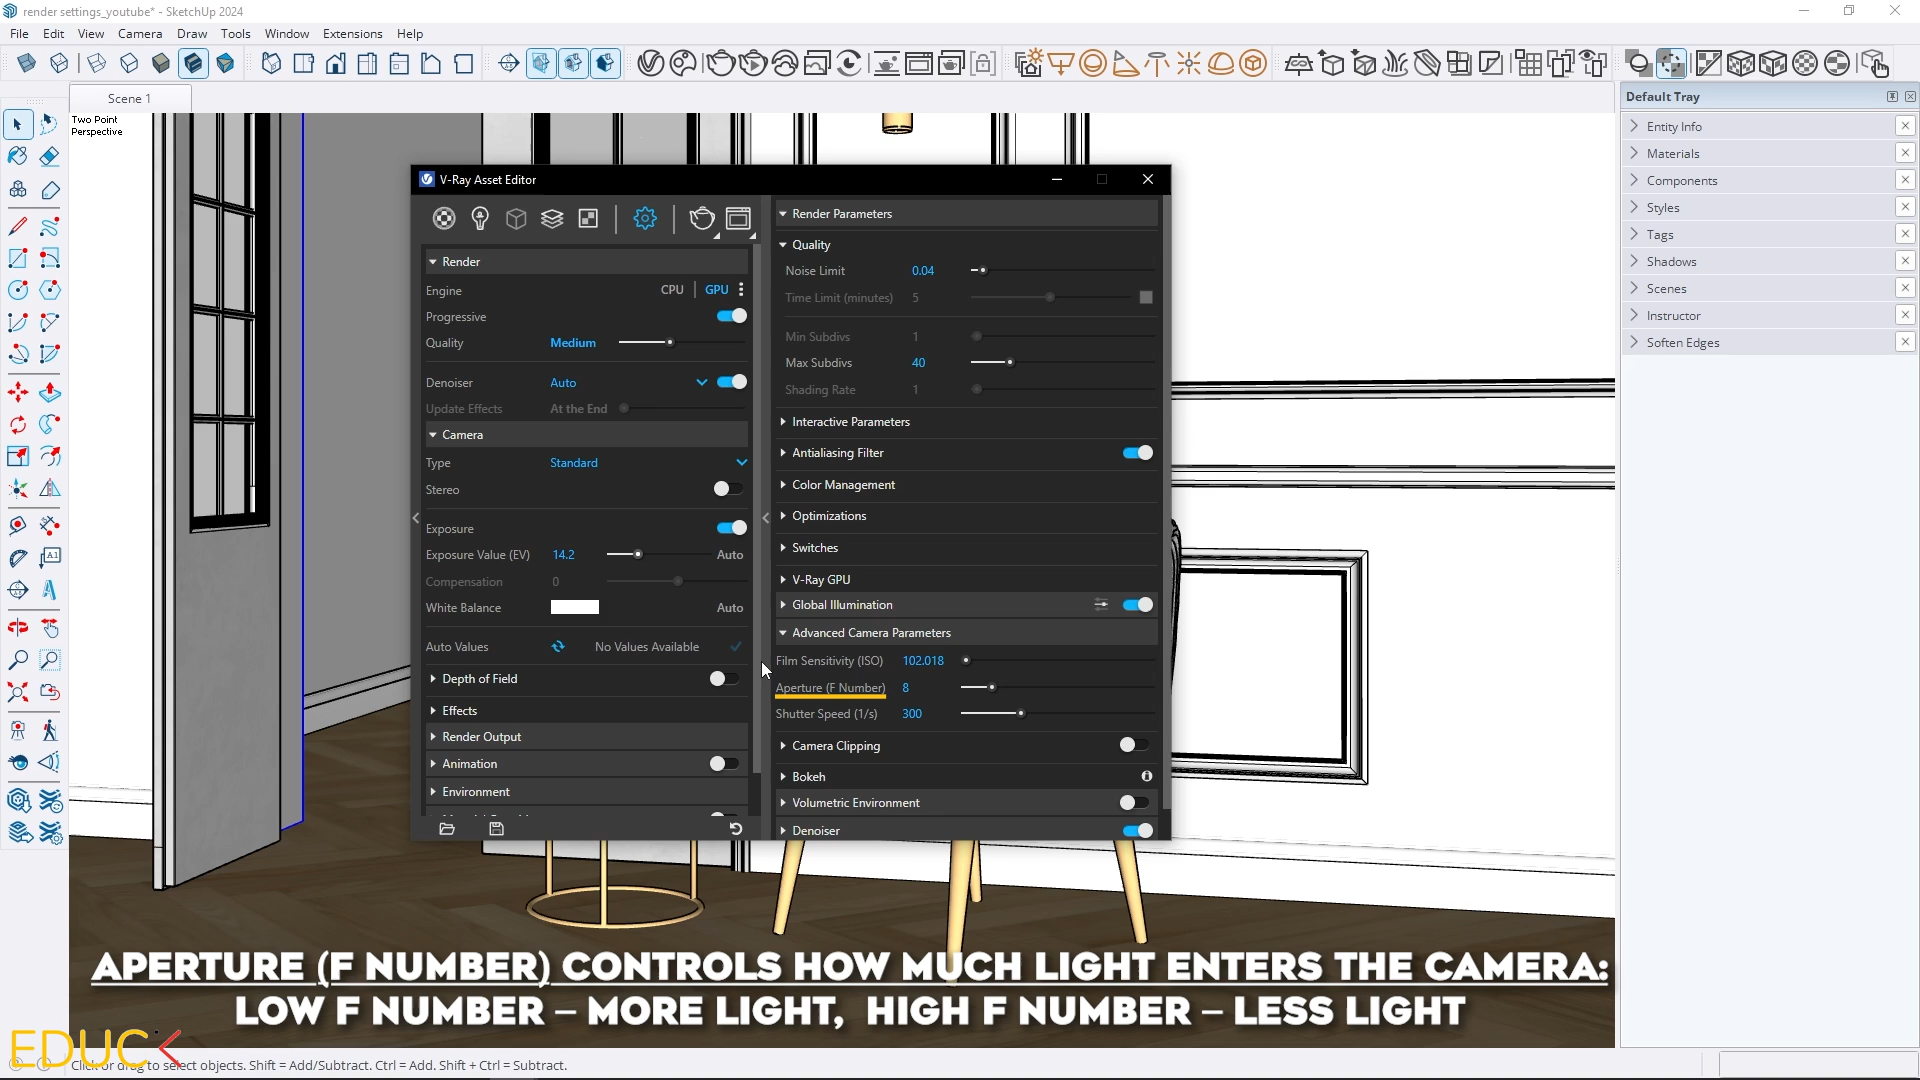 render settings_youtube* - SketchUp 2024
File Edit View Camera Draw Tools Window Extensions Help
Scene 1
Two Point
Perspective
Default Tray
Entity Info
Materials
Components
Styles
Tags
Shadows
Scenes
Instructor
Soften Edges
V-Ray Asset Editor
Render
Engine CPU GPU
Progressive
Quality Medium
Denoiser Auto
Update Effects At the End
Camera
Type Standard
Stereo
Exposure
Exposure Value (EV) 14.2 Auto
Compensation 0
White Balance Auto
Auto Values No Values Available
Depth of Field
Effects
Render Output
Animation
Environment
Render Parameters
Quality
Noise Limit 0.04
Time Limit (minutes) 5
Min Subdivs 1
Max Subdivs 40
Shading Rate 1
Interactive Parameters
Antialiasing Filter
Color Management
Optimizations
Switches
V-Ray GPU
Global Illumination
Advanced Camera Parameters
Film Sensitivity (ISO) 102.018
Aperture (F Number) 8
Shutter Speed (1/s) 300
Camera Clipping
Bokeh
Volumetric Environment
Denoiser
APERTURE (F NUMBER) CONTROLS HOW MUCH LIGHT ENTERS THE CAMERA:
LOW F NUMBER – MORE LIGHT, HIGH F NUMBER – LESS LIGHT
EDUC
Click or drag to select objects. Shift = Add/Subtract. Ctrl = Add. Shift + Ctrl = Subtract.